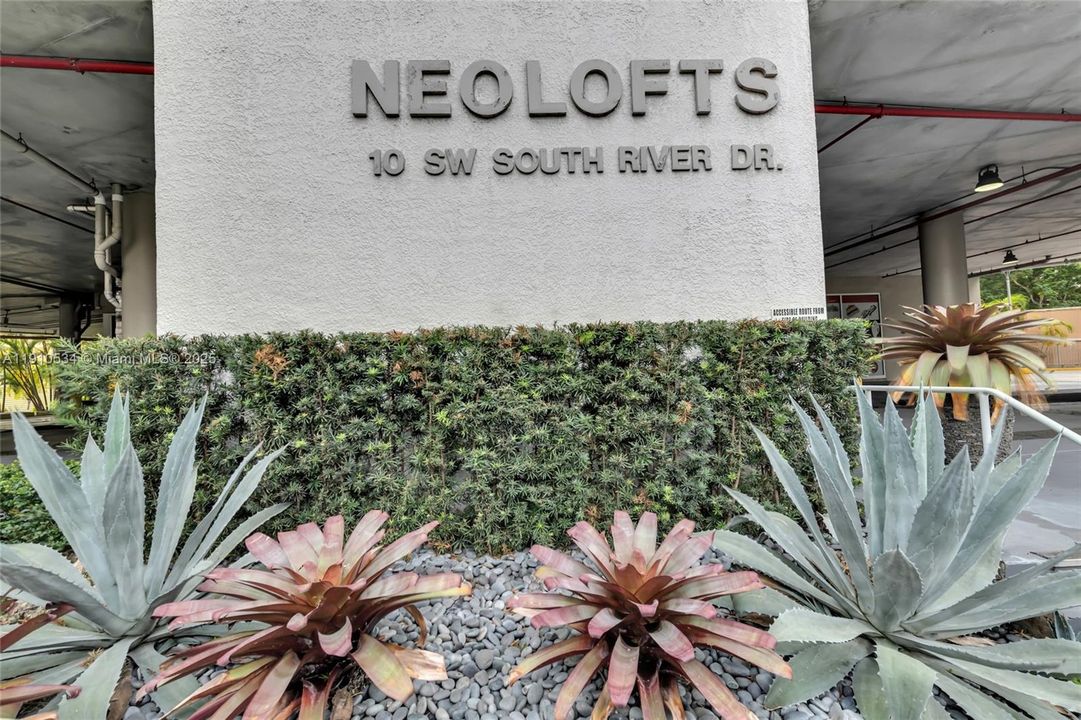 NEOLOFTS
10 SW SOUTH RIVER DR.
ACCESSIBLE ROUTE FROM
A11910534 © Miami MLS® 2025